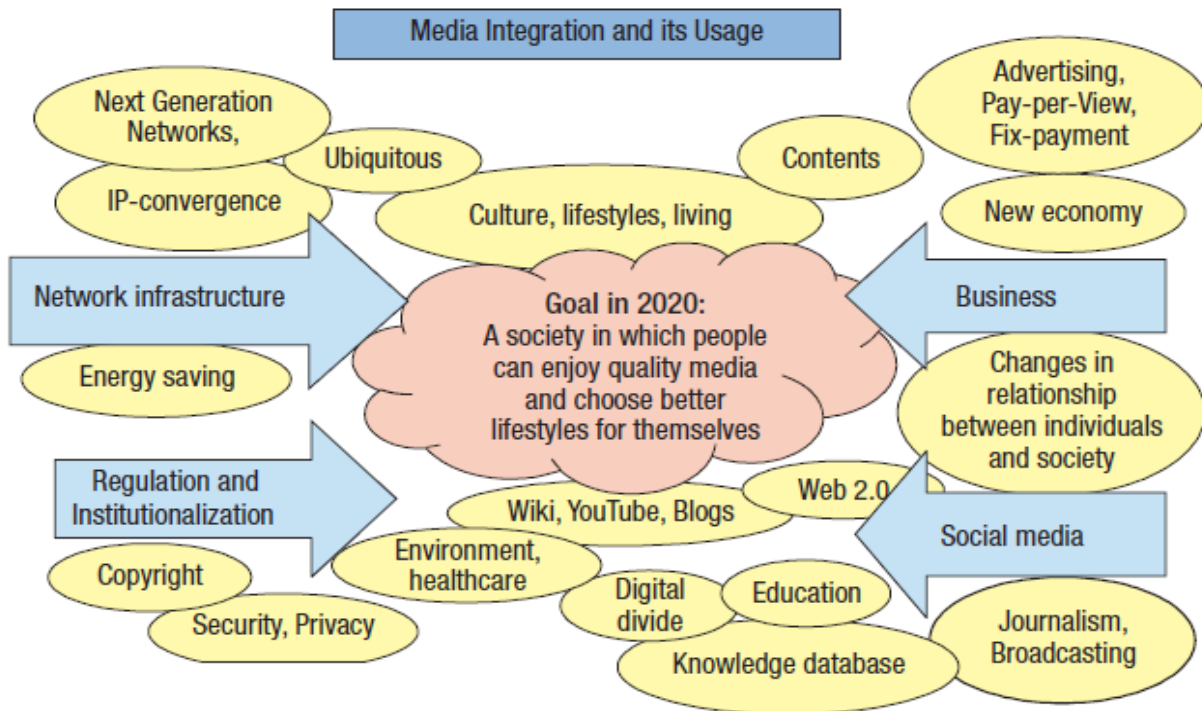 Media Integration and its Usage
Next Generation
Networks,
Ubiquitous
IP-convergence
Culture, lifestyles, living
Contents
Advertising,
Pay-per-View,
Fix-payment
New economy
Network infrastructure
Goal in 2020:
A society in which people
can enjoy quality media
and choose better
lifestyles for themselves
Business
Energy saving
Changes in
relationship
between individuals
and society
Regulation and
Institutionalization
Wiki, YouTube, Blogs
Web 2.0
Social media
Copyright
Security, Privacy
Environment,
healthcare
Digital
divide
Education
Knowledge database
Journalism,
Broadcasting